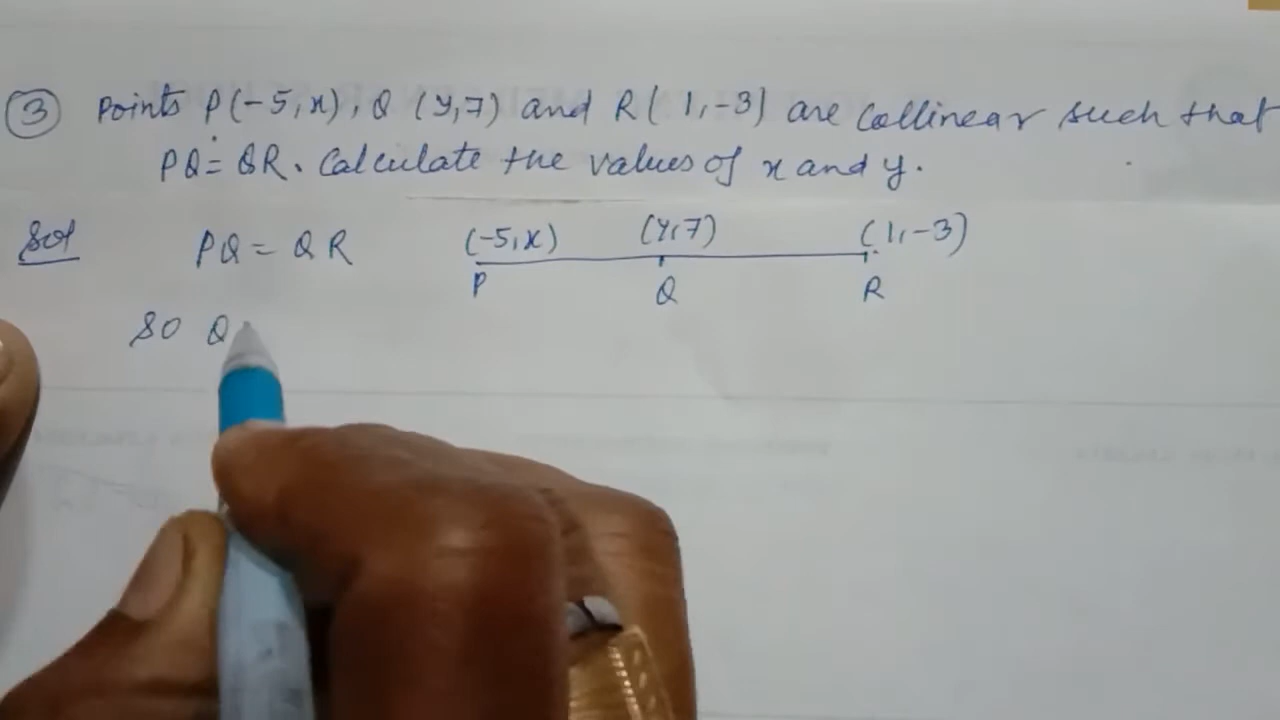 ③ Points P(-5,x), Q (y,7) and R( 1,-3) are collinear such that
PQ = QR. Calculate the values of x and y.
Sol PQ = QR
(-5,x) (y,7) (1,-3)
P Q R
SO Q